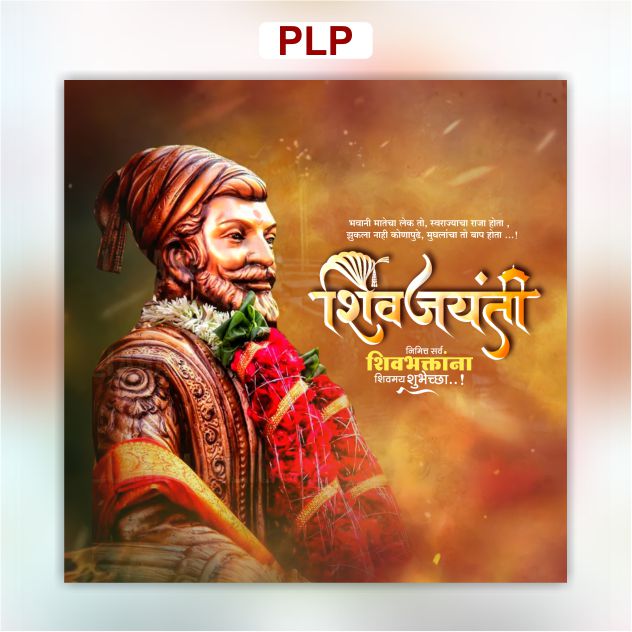 PLP
भवानी मातेचा लेक तो, स्वराज्याचा राजा होता ,
झुकला नाही कोणापुढे, मुघलांचा तो बाप होता ...!
शिवजयंती
निमित्त सर्व
शिवभक्तांना
शिवमय शुभेच्छा..!